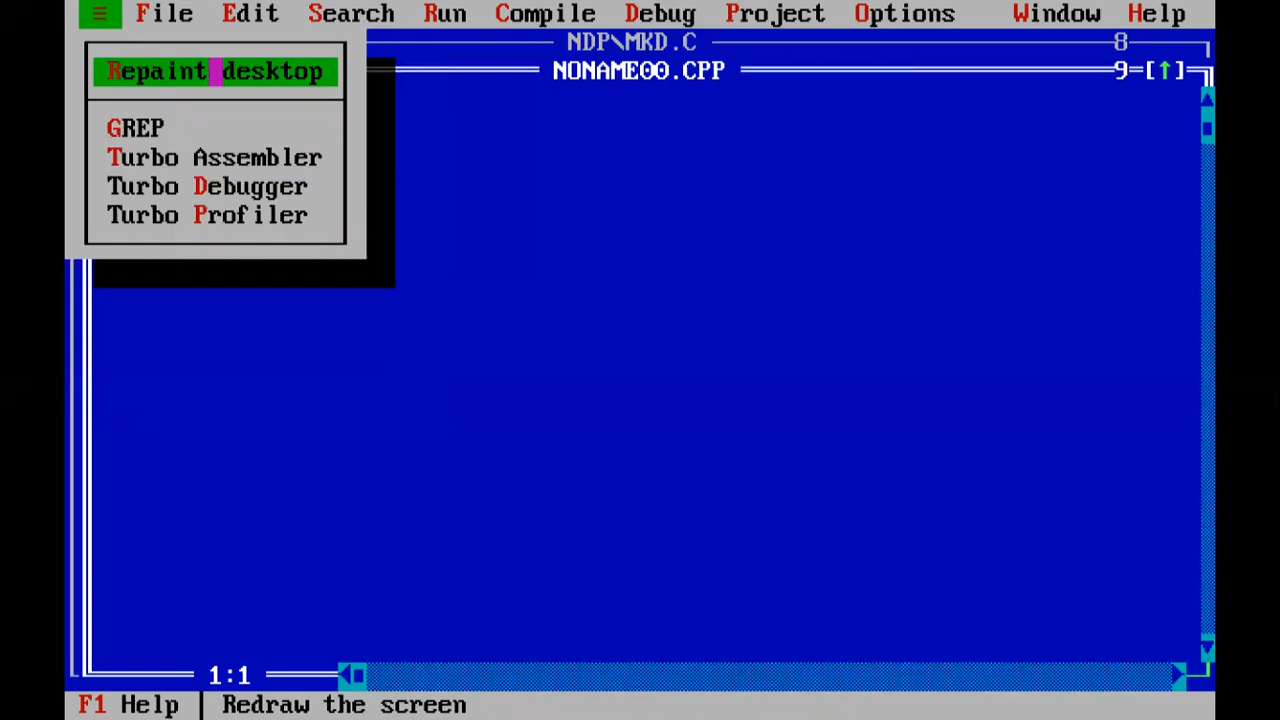 ≡ File Edit Search Run Compile Debug Project Options Window Help
NDP\MKD.C 8
NONAME00.CPP 9=[↑]
Repaint desktop
GREP
Turbo Assembler
Turbo Debugger
Turbo Profiler
1:1
F1 Help │ Redraw the screen